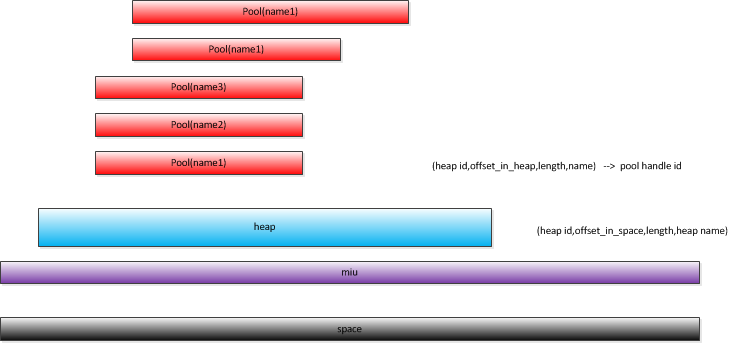 Pool(name1)
Pool(name1)
Pool(name3)
Pool(name2)
Pool(name1)
(heap id,offset_in_heap,length,name) --> pool handle id
heap
(heap id,offset_in_space,length,heap name)
miu
space